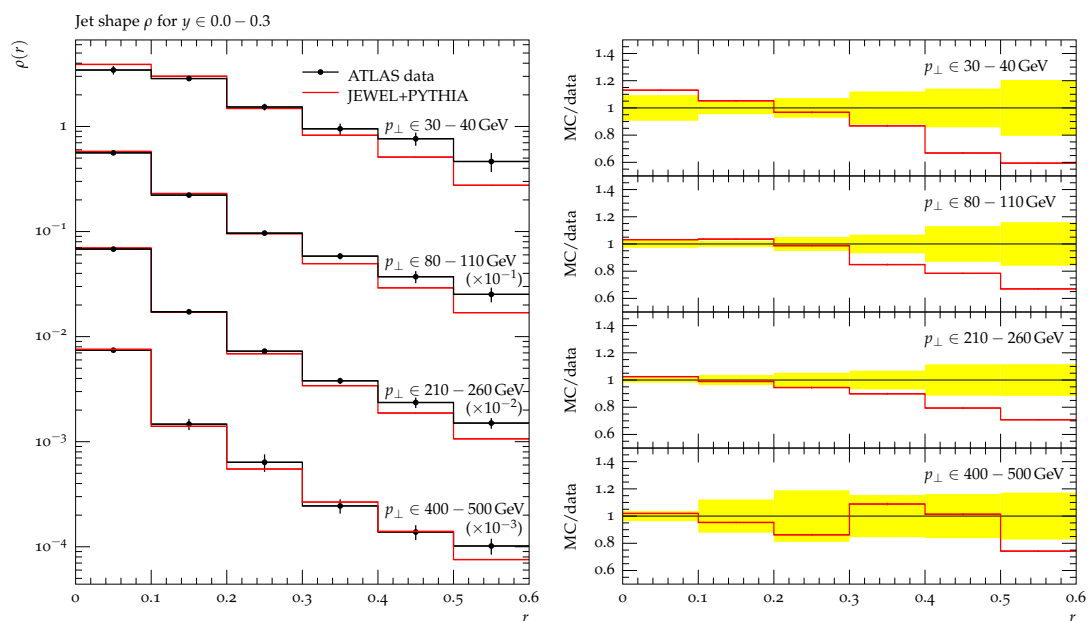 Jet shape ρ for y ∈ 0.0 − 0.3
ρ(r)
ATLAS data
JEWEL+PYTHIA
p⊥ ∈ 30 − 40 GeV
p⊥ ∈ 80 − 110 GeV
(×10⁻¹)
p⊥ ∈ 210 − 260 GeV
(×10⁻²)
p⊥ ∈ 400 − 500 GeV
(×10⁻³)
1
10⁻¹
10⁻²
10⁻³
10⁻⁴
0 0.1 0.2 0.3 0.4 0.5 0.6
r
p⊥ ∈ 30 − 40 GeV
MC/data
1.4
1.2
1
0.8
0.6
p⊥ ∈ 80 − 110 GeV
MC/data
1.4
1.2
1
0.8
0.6
p⊥ ∈ 210 − 260 GeV
MC/data
1.4
1.2
1
0.8
0.6
p⊥ ∈ 400 − 500 GeV
MC/data
1.4
1.2
1
0.8
0.6
0 0.1 0.2 0.3 0.4 0.5 0.6
r